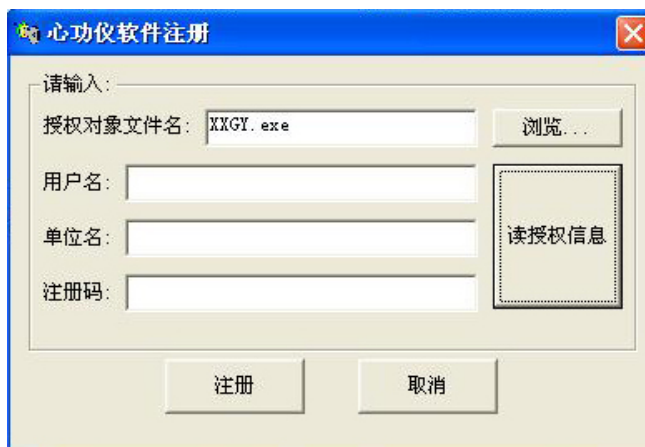 心功仪软件注册
请输入:
授权对象文件名: XXGY.exe 浏览...
用户名:
单位名:
读授权信息
注册码:
注册 取消